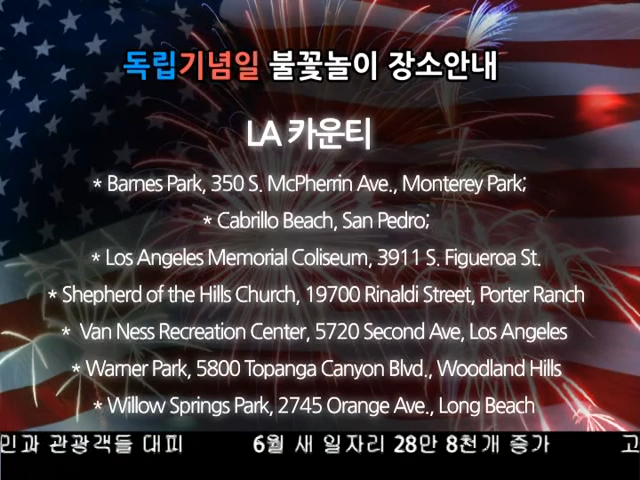 독립기념일 불꽃놀이 장소안내
LA 카운티
* Barnes Park, 350 S. McPherrin Ave., Monterey Park;
* Cabrillo Beach, San Pedro;
* Los Angeles Memorial Coliseum, 3911 S. Figueroa St.
* Shepherd of the Hills Church, 19700 Rinaldi Street, Porter Ranch
* Van Ness Recreation Center, 5720 Second Ave, Los Angeles
* Warner Park, 5800 Topanga Canyon Blvd., Woodland Hills
* Willow Springs Park, 2745 Orange Ave., Long Beach
민과 관광객들 대피 6월 새 일자리 28만 8천개 증가 고